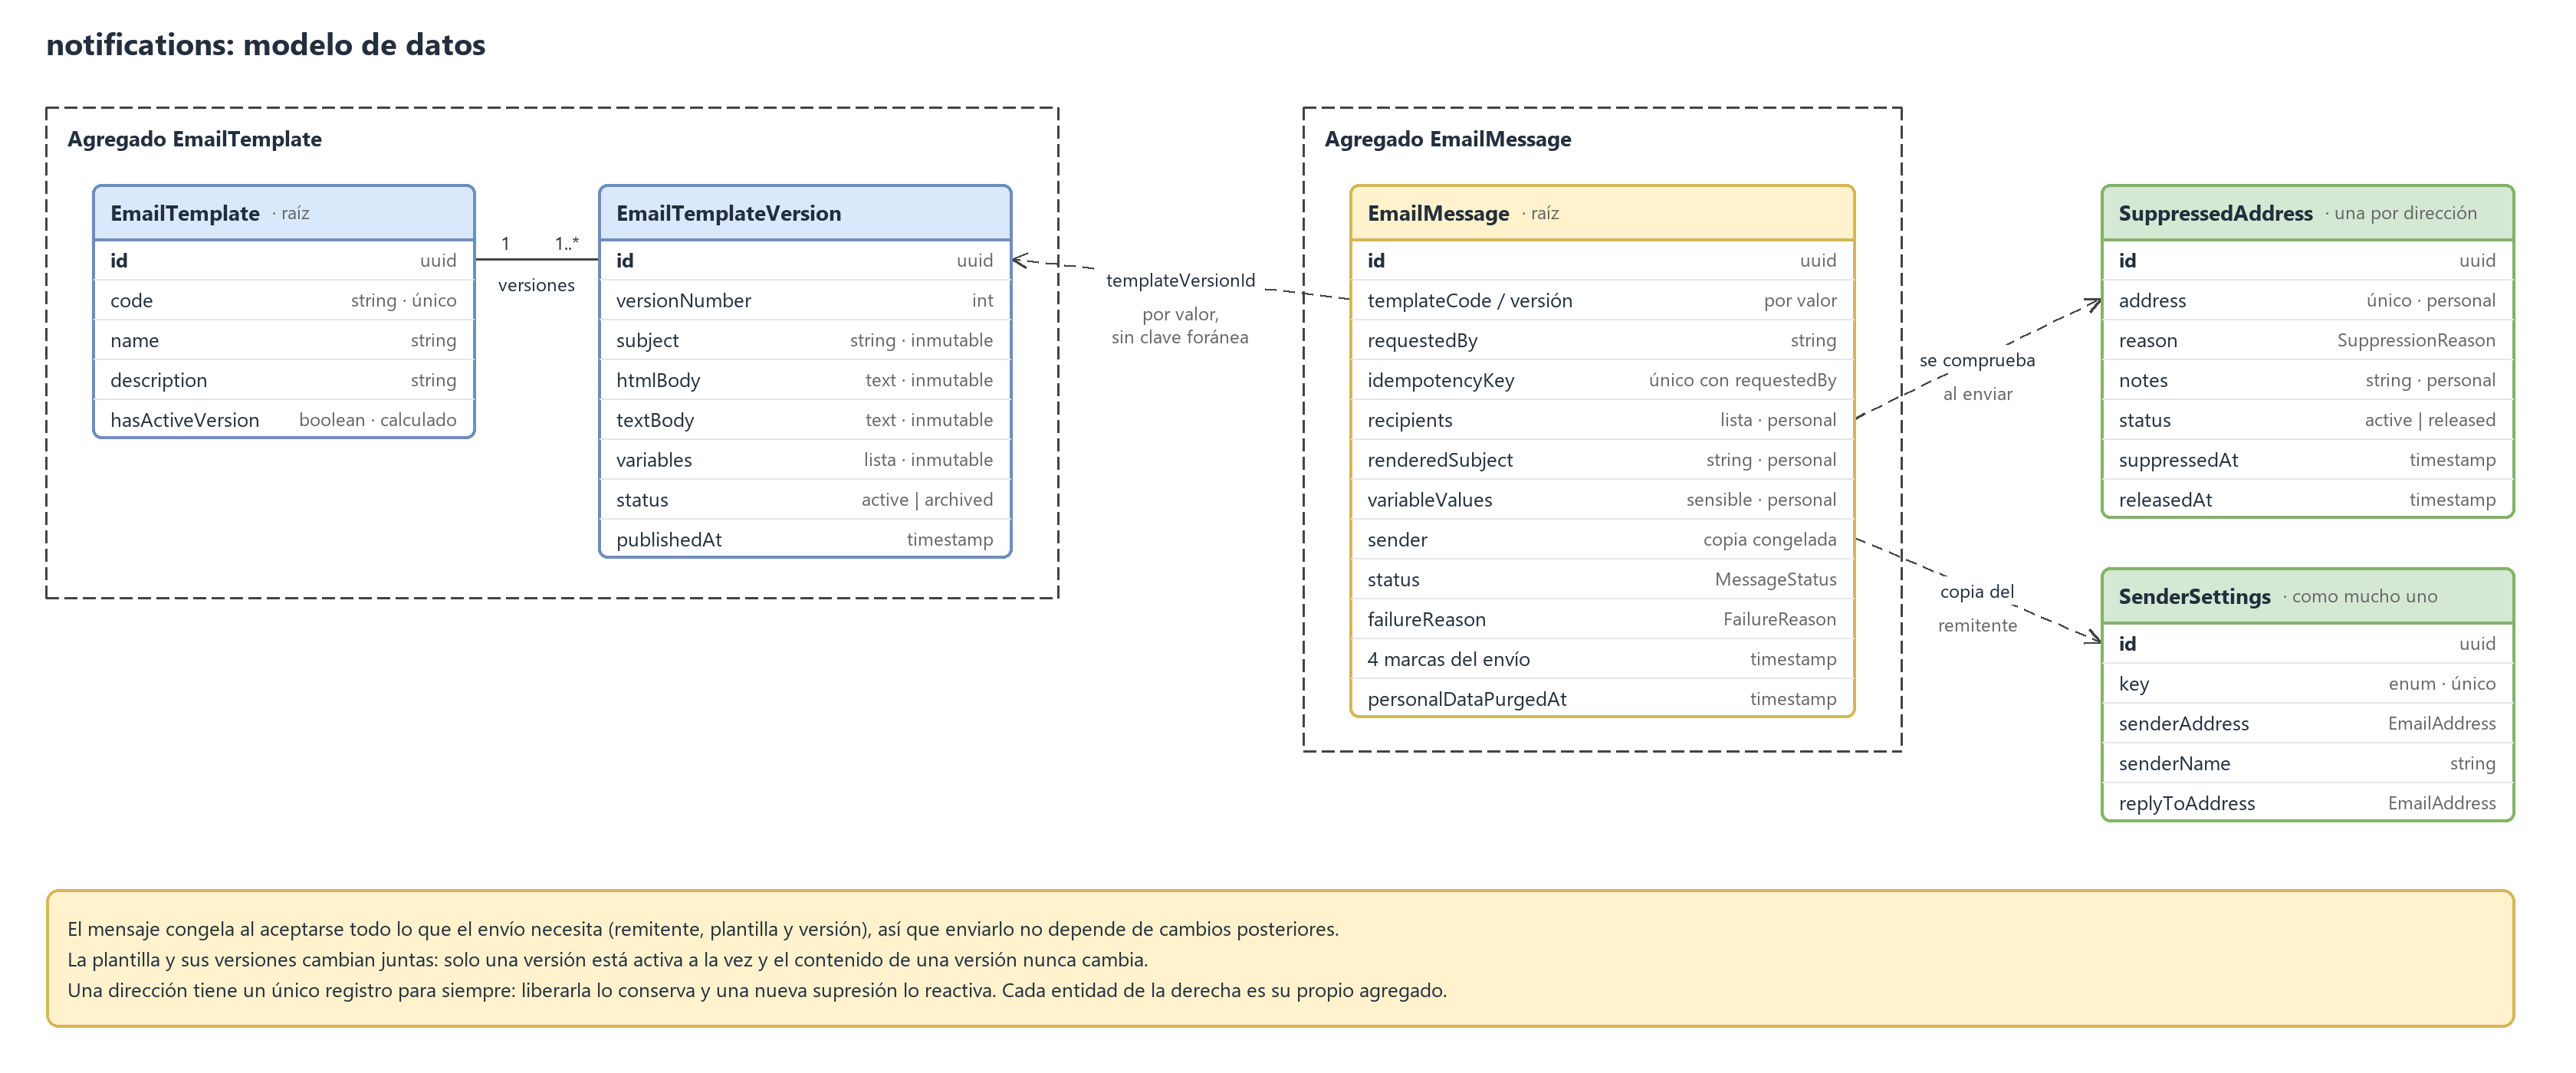 notifications: modelo de datos
Agregado EmailTemplate
EmailTemplate · raíz
id uuid
code string · único
name string
description string
hasActiveVersion boolean · calculado
1 1..*
versiones
EmailTemplateVersion
id uuid
versionNumber int
subject string · inmutable
htmlBody text · inmutable
textBody text · inmutable
variables lista · inmutable
status active | archived
publishedAt timestamp
templateVersionId
por valor,
sin clave foránea
Agregado EmailMessage
EmailMessage · raíz
id uuid
templateCode / versión por valor
requestedBy string
idempotencyKey único con requestedBy
recipients lista · personal
renderedSubject string · personal
variableValues sensible · personal
sender copia congelada
status MessageStatus
failureReason FailureReason
4 marcas del envío timestamp
personalDataPurgedAt timestamp
se comprueba
al enviar
copia del
remitente
SuppressedAddress · una por dirección
id uuid
address único · personal
reason SuppressionReason
notes string · personal
status active | released
suppressedAt timestamp
releasedAt timestamp
SenderSettings · como mucho uno
id uuid
key enum · único
senderAddress EmailAddress
senderName string
replyToAddress EmailAddress
El mensaje congela al aceptarse todo lo que el envío necesita (remitente, plantilla y versión), así que enviarlo no depende de cambios posteriores.
La plantilla y sus versiones cambian juntas: solo una versión está activa a la vez y el contenido de una versión nunca cambia.
Una dirección tiene un único registro para siempre: liberarla lo conserva y una nueva supresión lo reactiva. Cada entidad de la derecha es su propio agregado.